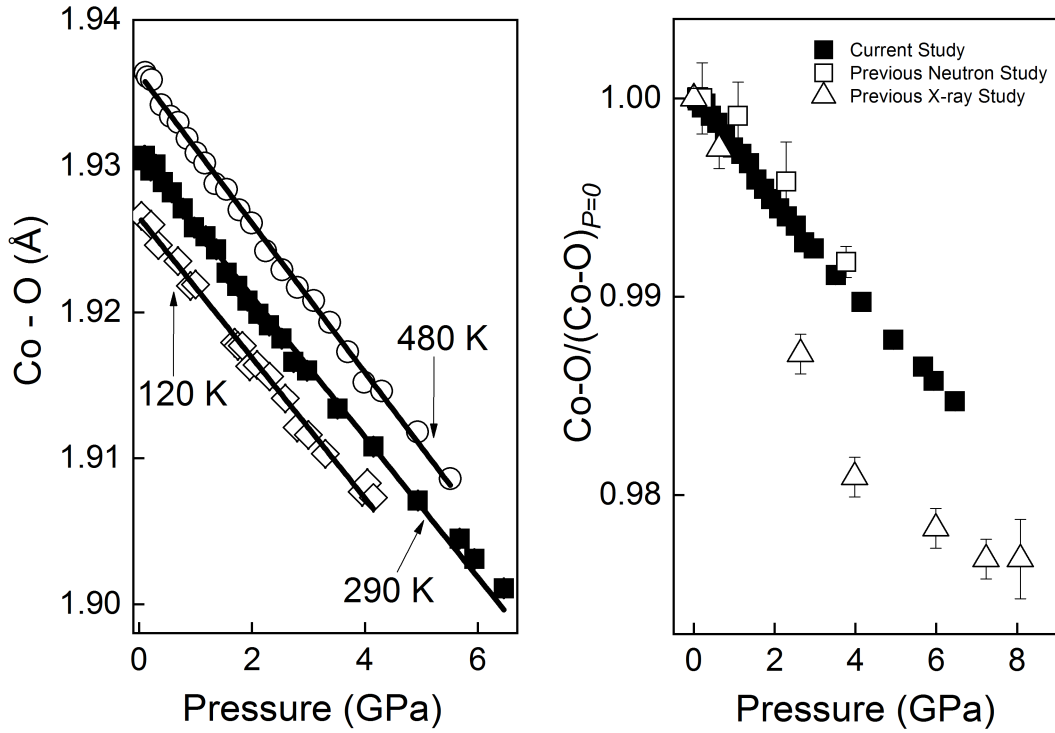 1.94
1.93
1.92
1.91
1.90
Co - O (Å)
480 K
120 K
290 K
0 2 4 6
Pressure (GPa)
Current Study
Previous Neutron Study
Previous X-ray Study
1.00
0.99
0.98
Co-O/(Co-O)P=0
0 2 4 6 8
Pressure (GPa)